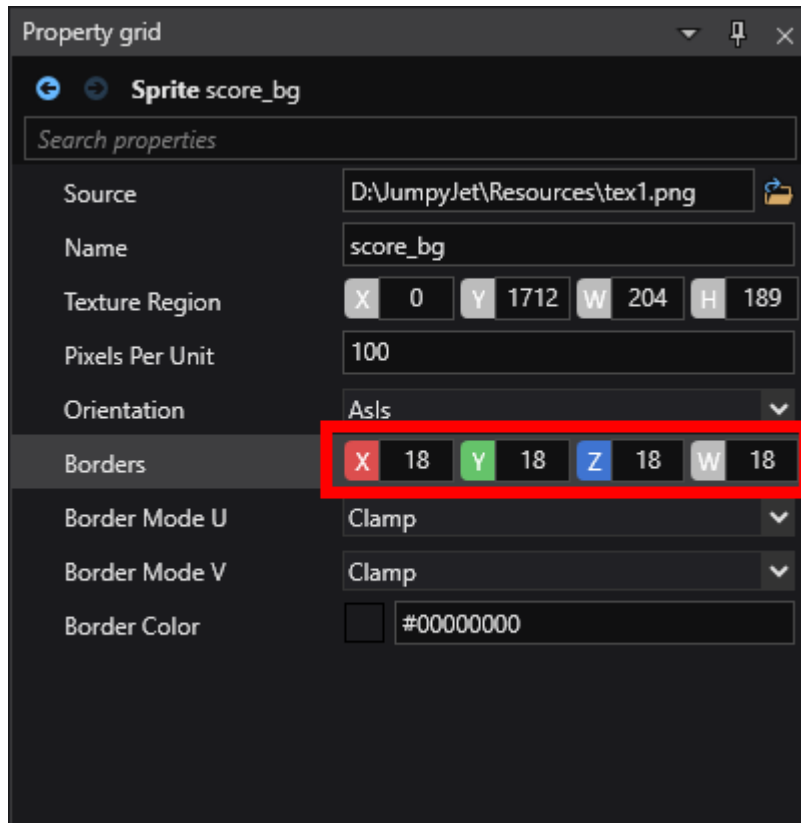 Property grid
Sprite score_bg
Search properties
Source D:\JumpyJet\Resources\tex1.png
Name score_bg
Texture Region X 0 Y 1712 W 204 H 189
Pixels Per Unit 100
Orientation AsIs
Borders X 18 Y 18 Z 18 W 18
Border Mode U Clamp
Border Mode V Clamp
Border Color #00000000